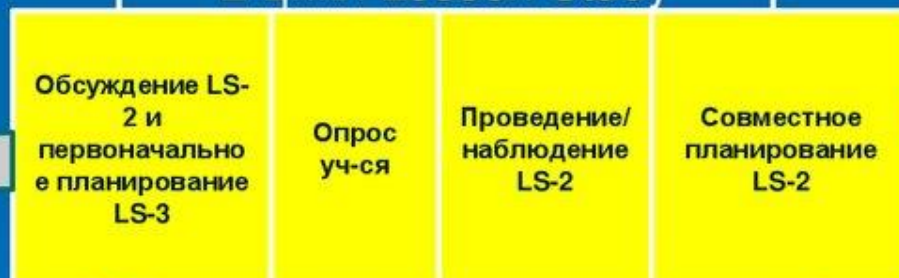 Обсуждение LS-
2 и
первоначально
е планирование
LS-3
Опрос
уч-ся
Проведение/
наблюдение
LS-2
Совместное
планирование
LS-2